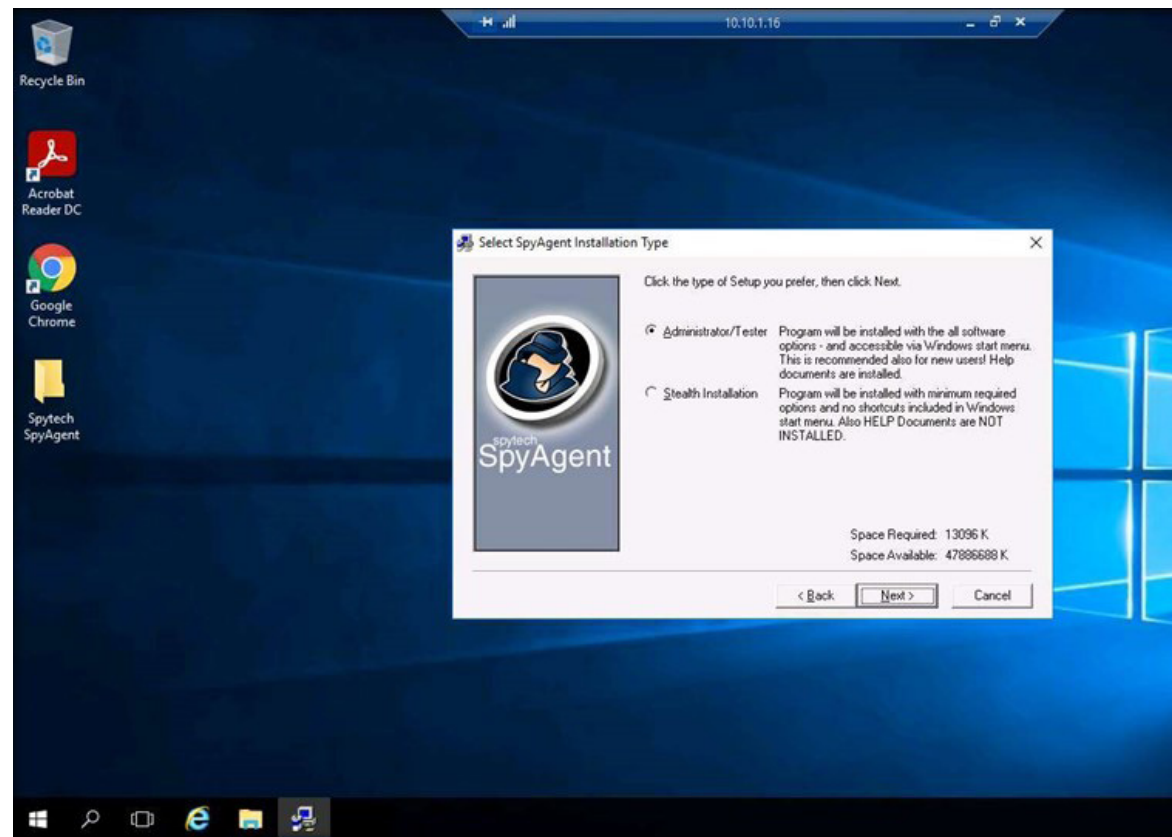 10.10.1.16
Recycle Bin
Acrobat
Reader DC
Google
Chrome
Spytech
SpyAgent
Select SpyAgent Installation Type
Click the type of Setup you prefer, then click Next.
Administrator/Tester
Program will be installed with the all software
options - and accessible via Windows start menu.
This is recommended also for new users! Help
documents are installed.
Stealth Installation
Program will be installed with minimum required
options and no shortcuts included in Windows
start menu. Also HELP Documents are NOT
INSTALLED.
spytech
SpyAgent
Space Required: 13096 K
Space Available: 47886688 K
< Back
Next >
Cancel